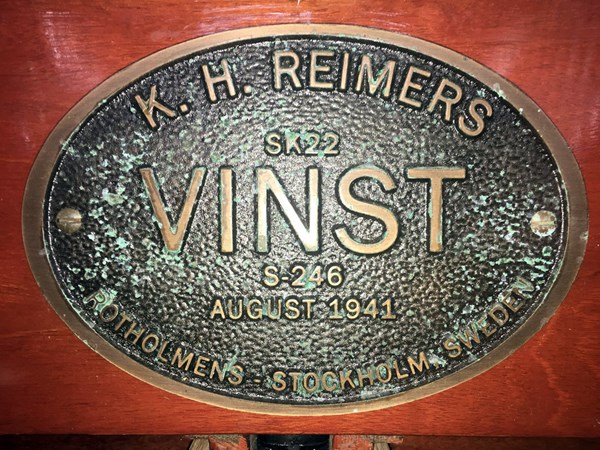 K. H. REIMERS
SK22
VINST
S-246
AUGUST 1941
ROTHOLMENS - STOCKHOLM, SWEDEN